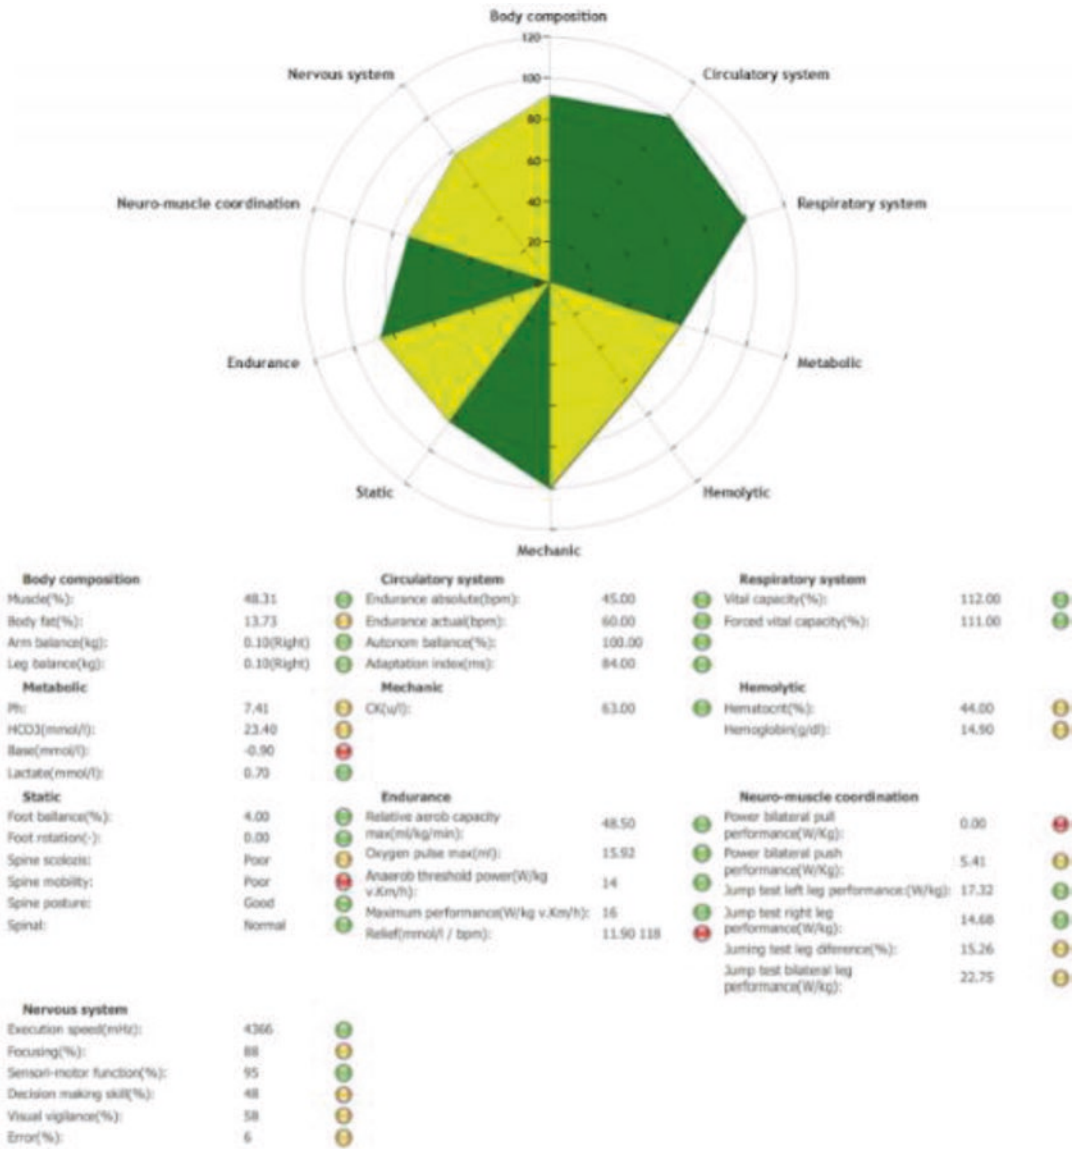 Body composition
120
Nervous system
Circulatory system
100
80
60
Neuro-muscle coordination
Respiratory system
40
20
Endurance
Metabolic
Static
Hemolytic
Mechanic
Body composition
Muscle(%): 48.31
Body fat(%): 13.73
Arm balance(kg): 0.10(Right)
Leg balance(kg): 0.10(Right)
Circulatory system
Endurance absolute(bpm): 45.00
Endurance actual(bpm): 60.00
Autonom ballance(%): 100.00
Adaptation index(ms): 84.00
Respiratory system
Vital capacity(%): 112.00
Forced vital capacity(%): 111.00
Metabolic
Ph: 7.41
HCO3(mmol/l): 23.40
Base(mmol/l): -0.90
Lactate(mmol/l): 0.70
Mechanic
CK(u/l): 63.00
Hemolytic
Hematocrit(%): 44.00
Hemoglobin(g/dl): 14.90
Static
Foot ballance(%): 4.00
Foot rotation(-): 0.00
Spine scolozis: Poor
Spine mobility: Poor
Spine posture: Good
Spinal: Normal
Endurance
Relative aerob capacity
max(ml/kg/min): 48.50
Oxygen pulse max(ml): 15.92
Anaerob threshold power(W/kg
v.Km/h): 14
Maximum performance(W/kg v.Km/h): 16
Relief(mmol/l / bpm): 11.90 118
Neuro-muscle coordination
Power bilateral pull
performance(W/Kg): 0.00
Power bilateral push
performance(W/Kg): 5.41
Jump test left leg performance:(W/kg): 17.32
Jump test right leg
performance(W/kg): 14.68
Juming test leg diference(%): 15.26
Jump test bilateral leg
performance(W/kg): 22.75
Nervous system
Execution speed(mHz): 4366
Focusing(%): 88
Sensori-motor function(%): 95
Decision making skill(%): 48
Visual vigilance(%): 58
Error(%): 6